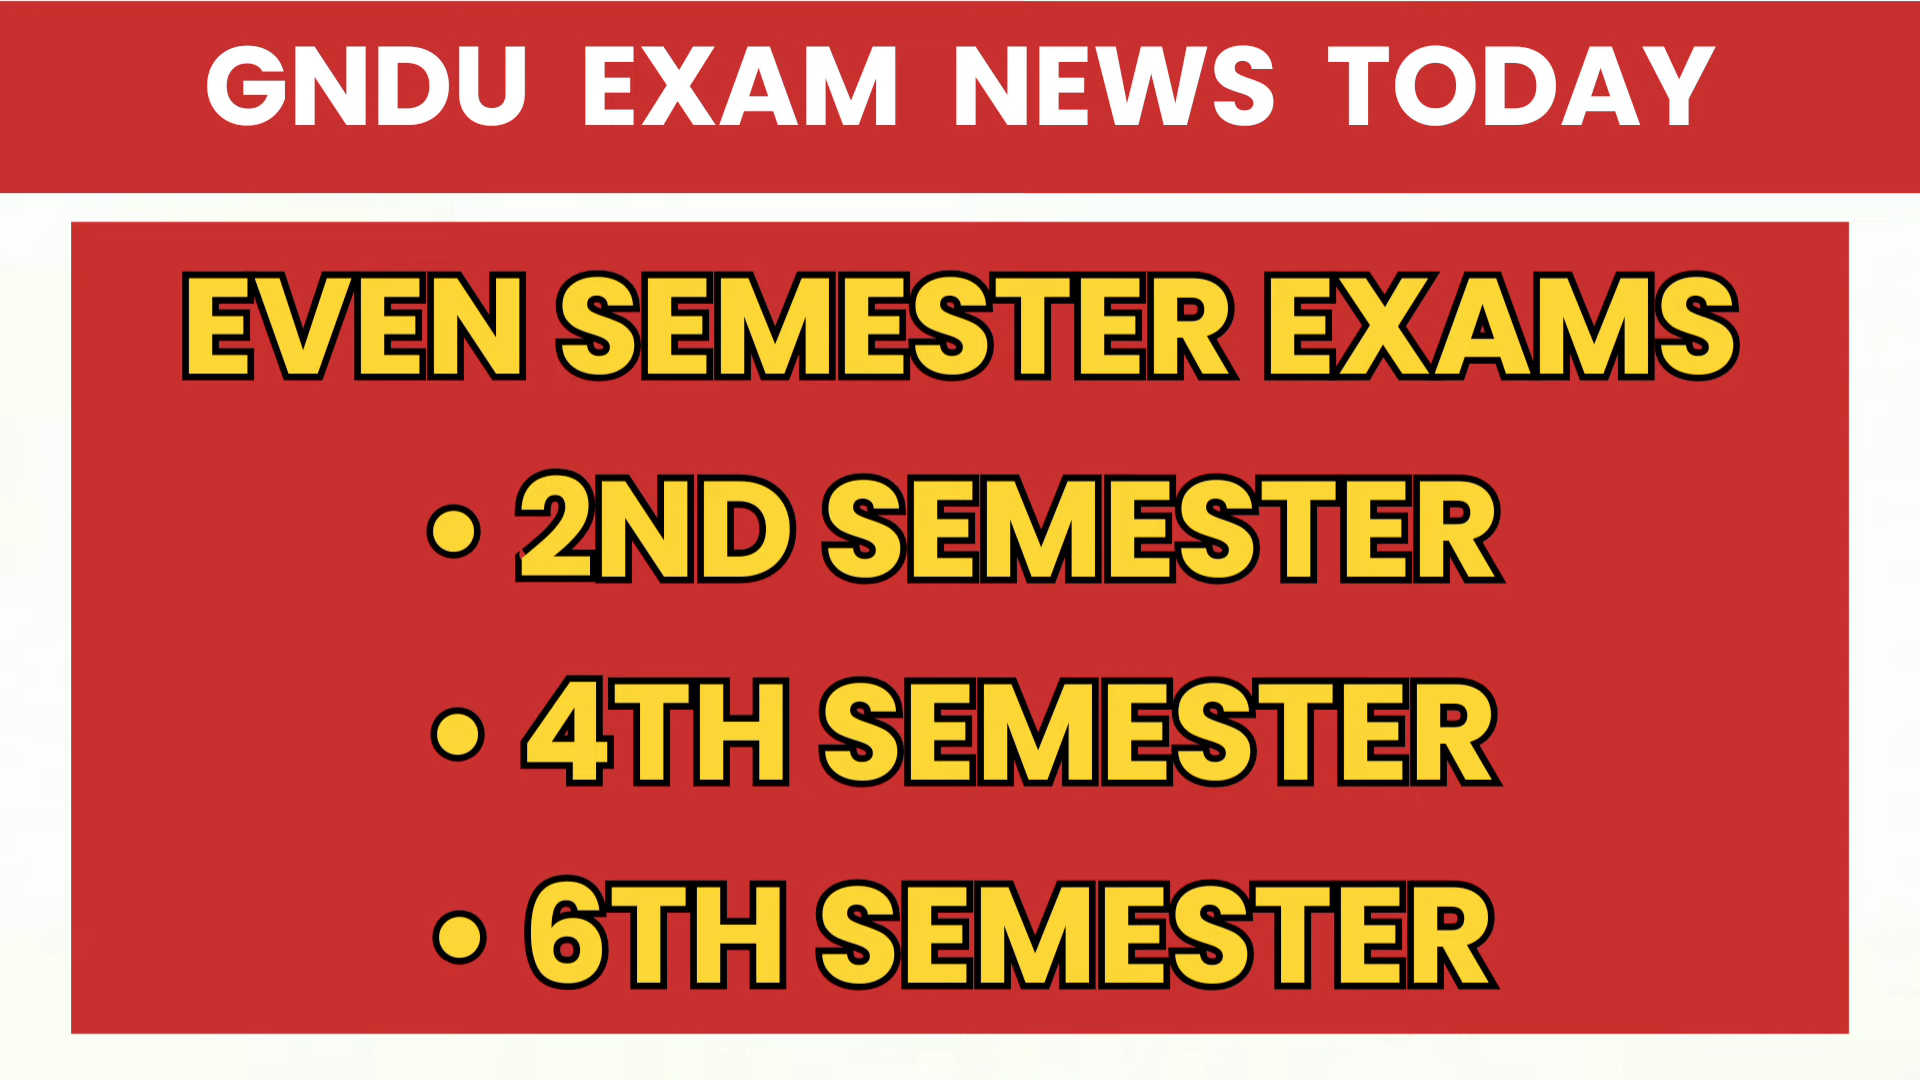 GNDU EXAM NEWS TODAY
EVEN SEMESTER EXAMS
• 2ND SEMESTER
• 4TH SEMESTER
• 6TH SEMESTER